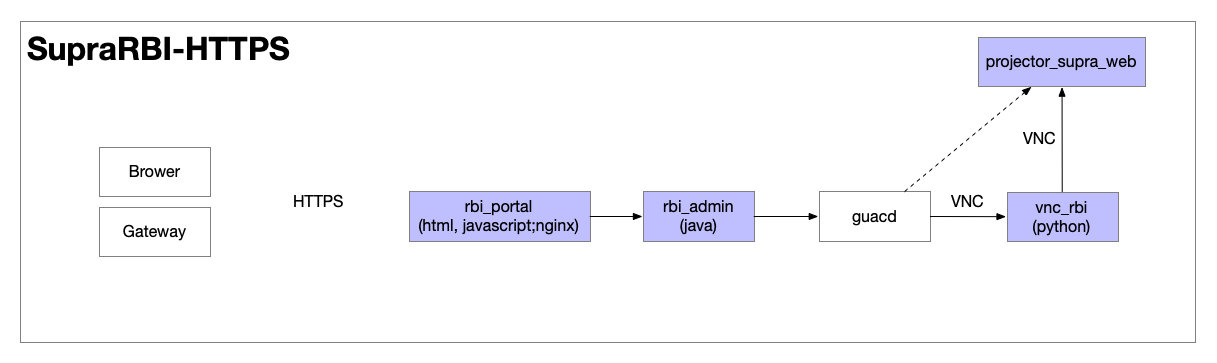 SupraRBI-HTTPS
projector_supra_web
VNC
Brower
HTTPS
rbi_portal
(html, javascript;nginx)
rbi_admin
(java)
guacd
VNC
vnc_rbi
(python)
Gateway